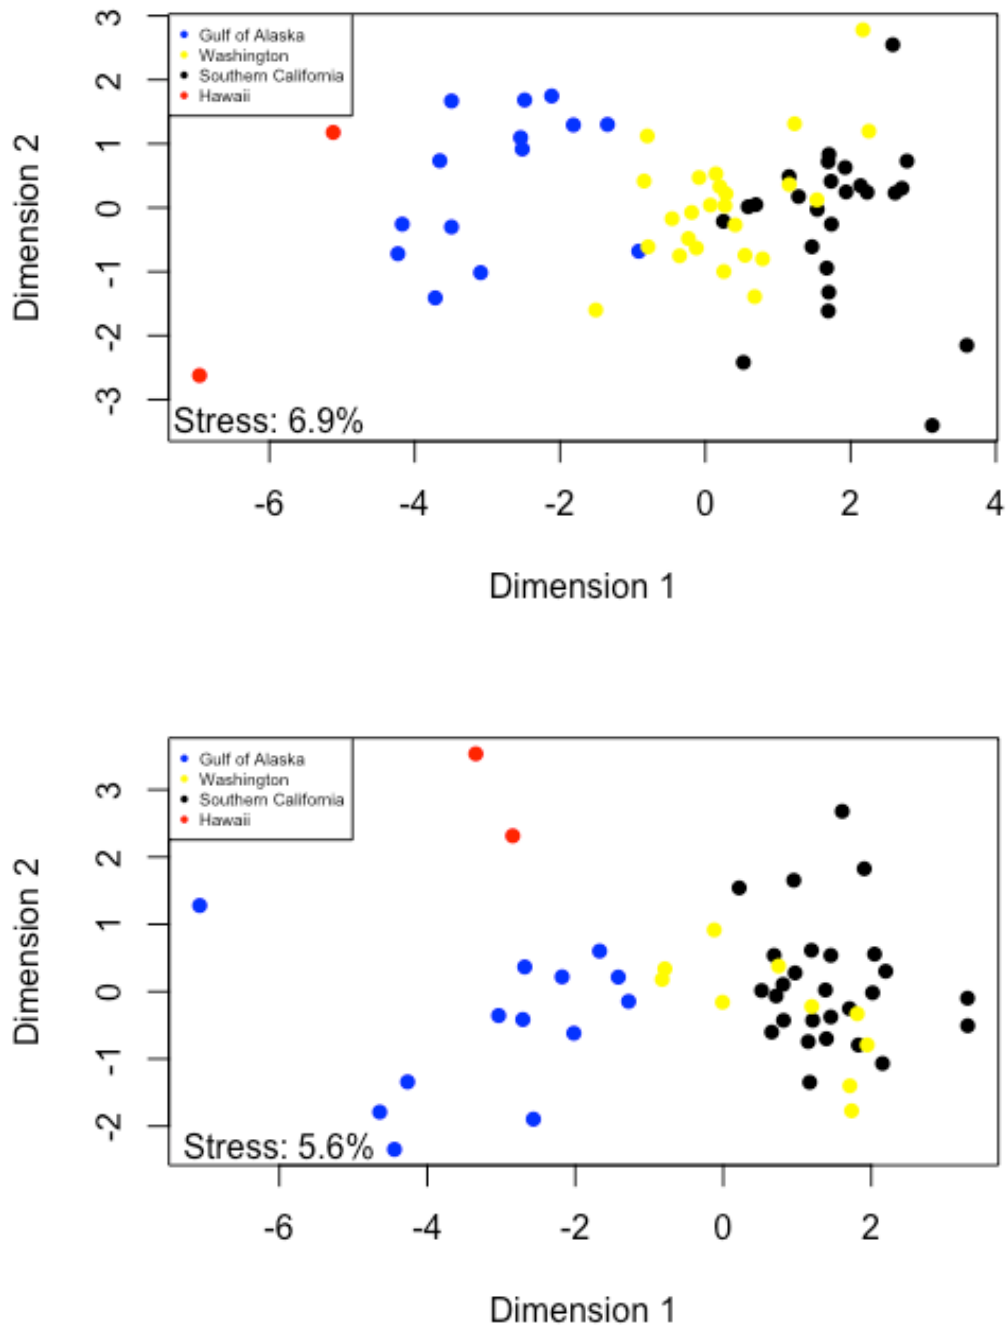 Gulf of Alaska
Washington
Southern California
Hawaii
3
2
1
0
-1
-2
-3
Dimension 2
Stress: 6.9%
-6 -4 -2 0 2 4
Dimension 1
Gulf of Alaska
Washington
Southern California
Hawaii
3
2
1
0
-1
-2
Dimension 2
Stress: 5.6%
-6 -4 -2 0 2
Dimension 1